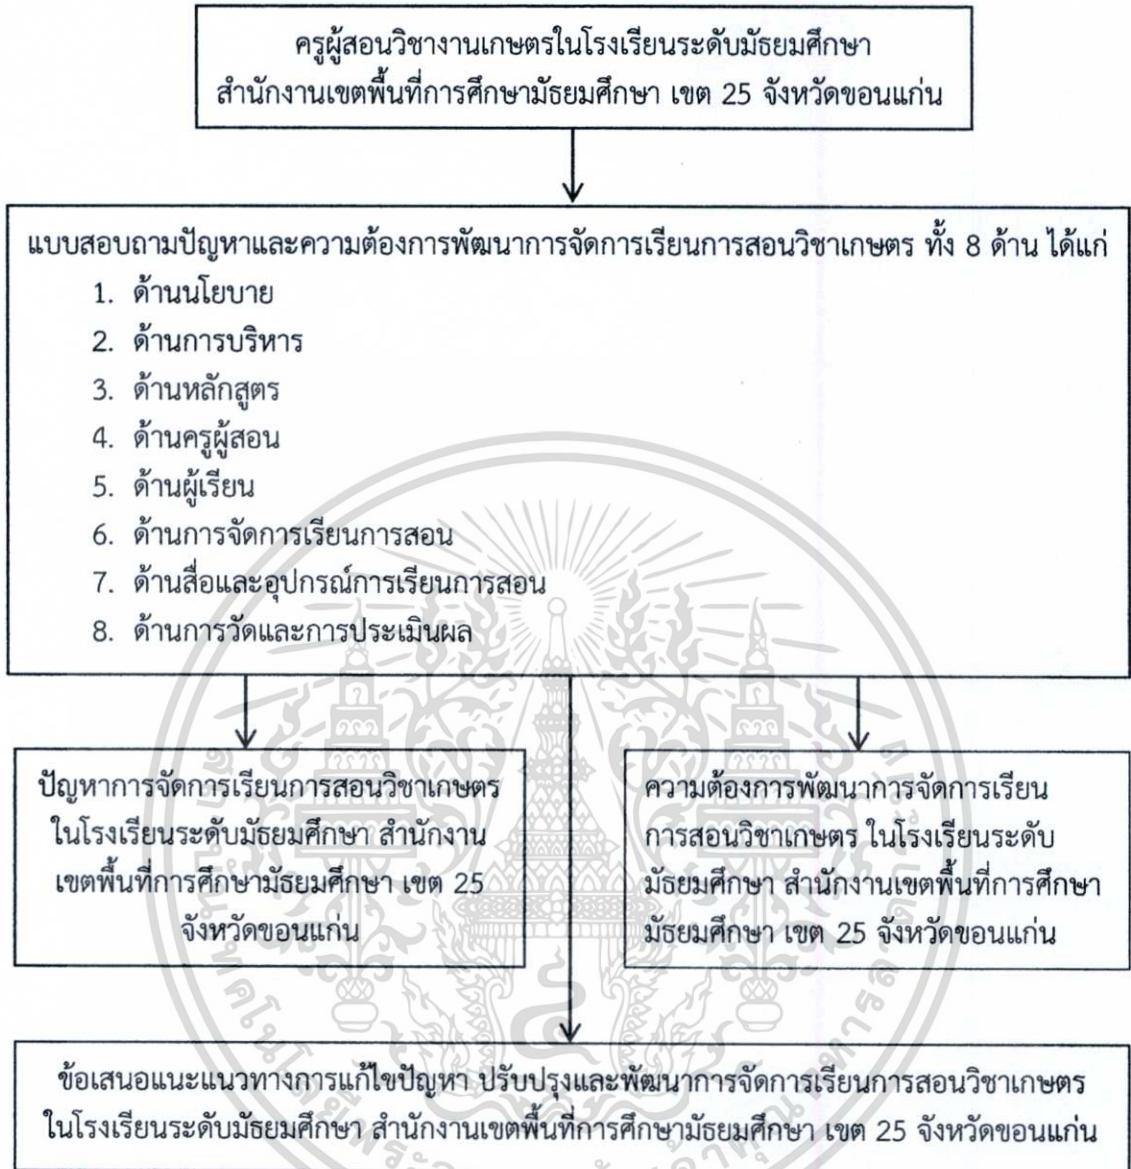 ครูผู้สอนวิชางานเกษตรในโรงเรียนระดับมัธยมศึกษา
สำนักงานเขตพื้นที่การศึกษามัธยมศึกษา เขต 25 จังหวัดขอนแก่น
แบบสอบถามปัญหาและความต้องการพัฒนาการจัดการเรียนการสอนวิชาเกษตร ทั้ง 8 ด้าน ได้แก่
1. ด้านนโยบาย
2. ด้านการบริหาร
3. ด้านหลักสูตร
4. ด้านครูผู้สอน
5. ด้านผู้เรียน
6. ด้านการจัดการเรียนการสอน
7. ด้านสื่อและอุปกรณ์การเรียนการสอน
8. ด้านการวัดและการประเมินผล
ปัญหาการจัดการเรียนการสอนวิชาเกษตร
ในโรงเรียนระดับมัธยมศึกษา สำนักงาน
เขตพื้นที่การศึกษามัธยมศึกษา เขต 25
จังหวัดขอนแก่น
ความต้องการพัฒนาการจัดการเรียน
การสอนวิชาเกษตร ในโรงเรียนระดับ
มัธยมศึกษา สำนักงานเขตพื้นที่การศึกษา
มัธยมศึกษา เขต 25 จังหวัดขอนแก่น
ข้อเสนอแนะแนวทางการแก้ไขปัญหา ปรับปรุงและพัฒนาการจัดการเรียนการสอนวิชาเกษตร
ในโรงเรียนระดับมัธยมศึกษา สำนักงานเขตพื้นที่การศึกษามัธยมศึกษา เขต 25 จังหวัดขอนแก่น